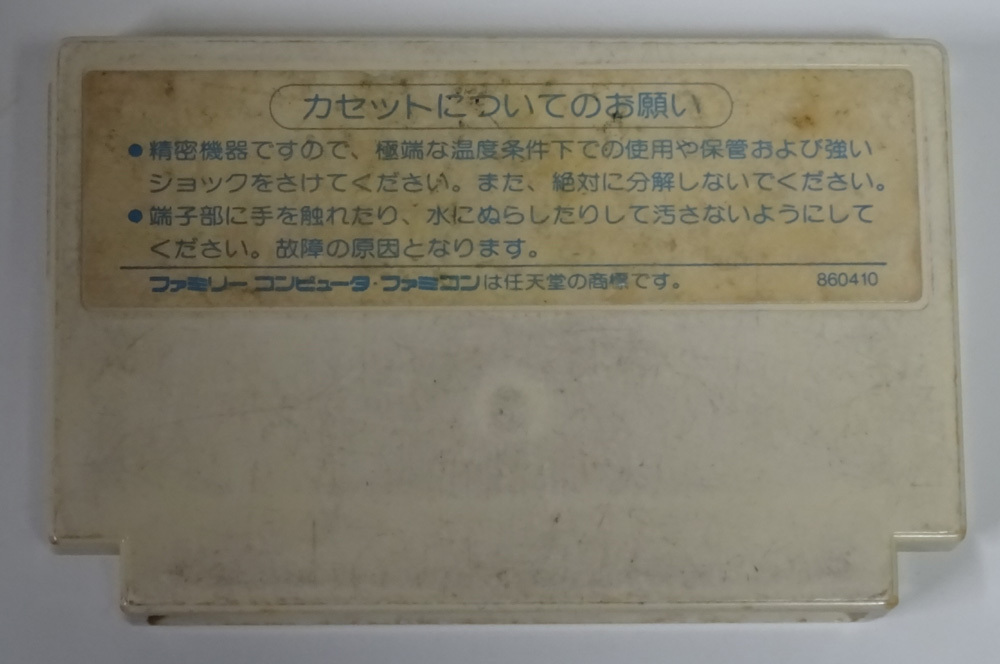 カセットについてのお願い
●精密機器ですので、極端な温度条件下での使用や保管および強い
ショックをさけてください。また、絶対に分解しないでください。
●端子部に手を触れたり、水にぬらしたりして汚さないようにして
ください。故障の原因となります。
ファミリー コンピュータ・ファミコンは任天堂の商標です。 860410